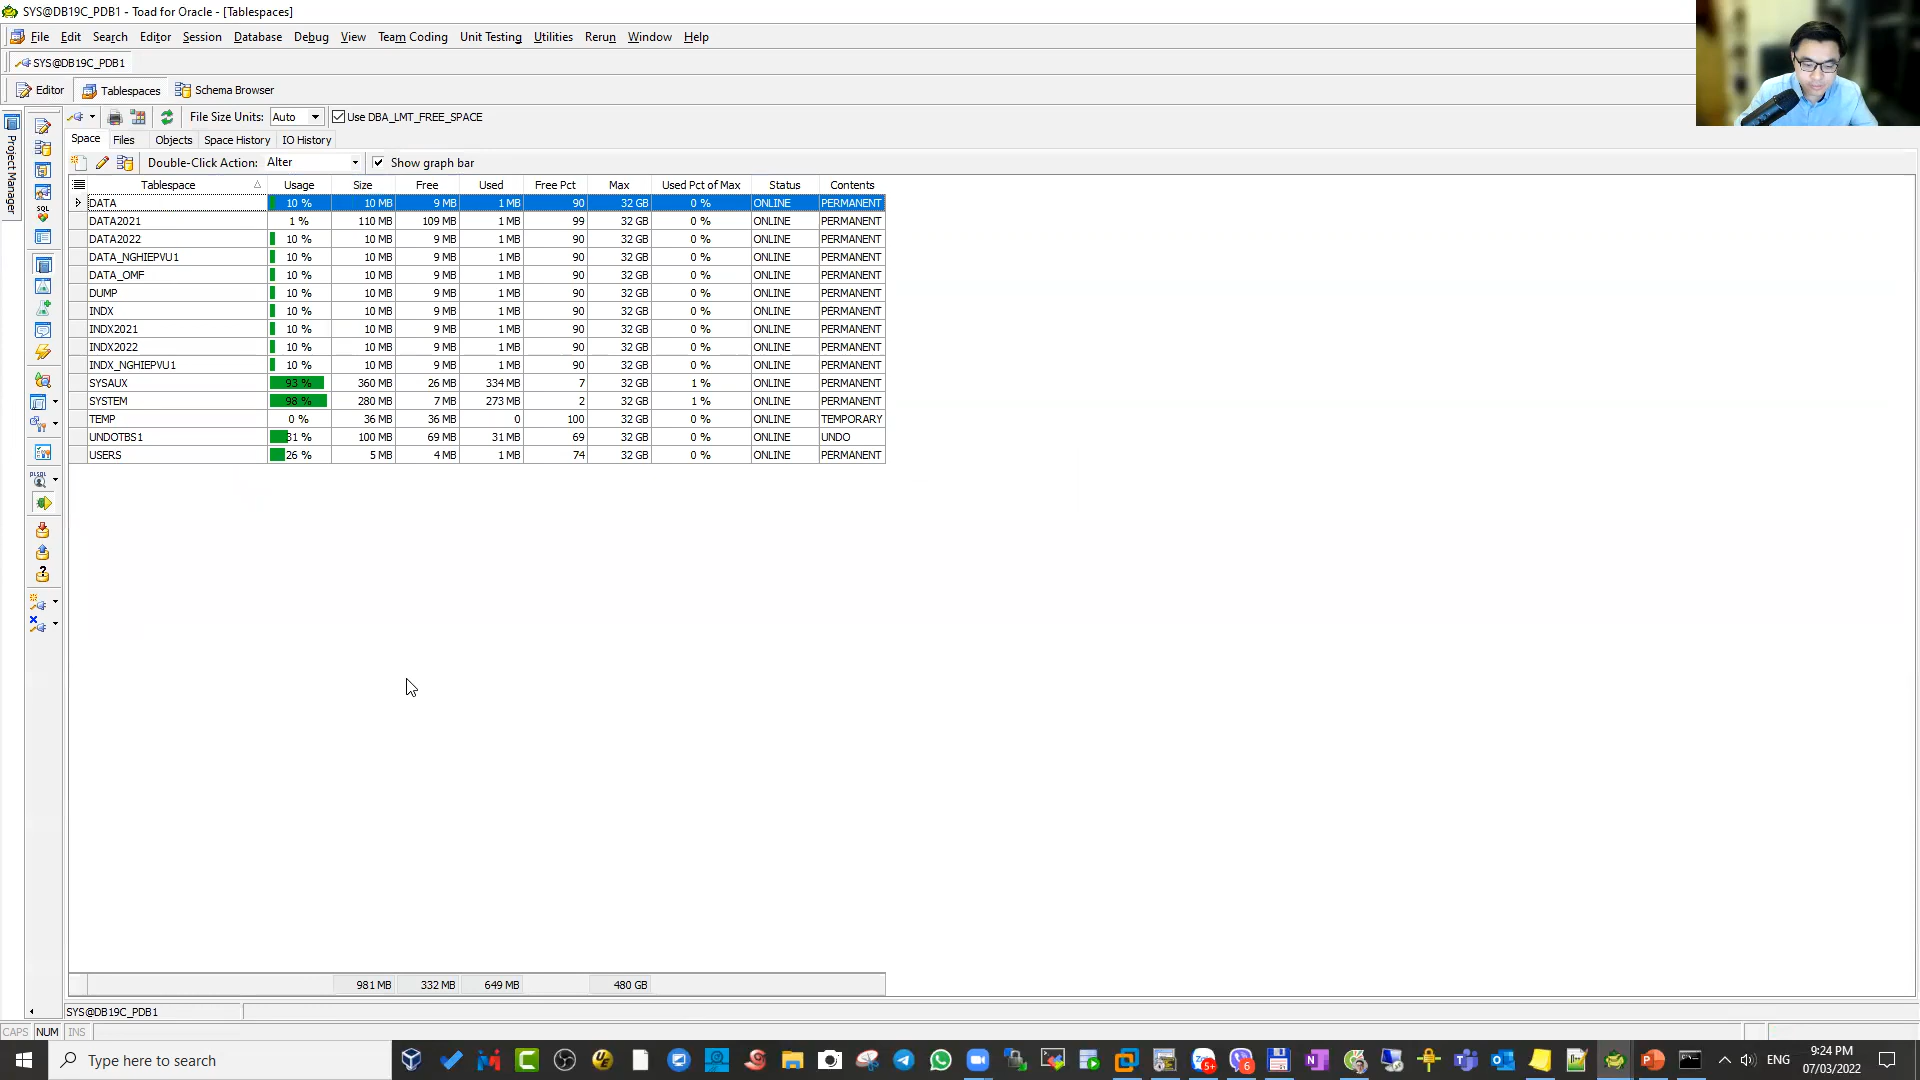 SYS@DB19C_PDB1 - Toad for Oracle - [Tablespaces]
File Edit Search Editor Session Database Debug View Team Coding Unit Testing Utilities Rerun Window Help
SYS@DB19C_PDB1
Editor Tablespaces Schema Browser
File Size Units: Auto Use DBA_LMT_FREE_SPACE
Space Files Objects Space History IO History
Double-Click Action: Alter Show graph bar
Project Manager
Tablespace Usage Size Free Used Free Pct Max Used Pct of Max Status Contents
DATA 10 % 10 MB 9 MB 1 MB 90 32 GB 0 % ONLINE PERMANENT
DATA2021 1 % 110 MB 109 MB 1 MB 99 32 GB 0 % ONLINE PERMANENT
DATA2022 10 % 10 MB 9 MB 1 MB 90 32 GB 0 % ONLINE PERMANENT
DATA_NGHIEPVU1 10 % 10 MB 9 MB 1 MB 90 32 GB 0 % ONLINE PERMANENT
DATA_OMF 10 % 10 MB 9 MB 1 MB 90 32 GB 0 % ONLINE PERMANENT
DUMP 10 % 10 MB 9 MB 1 MB 90 32 GB 0 % ONLINE PERMANENT
INDX 10 % 10 MB 9 MB 1 MB 90 32 GB 0 % ONLINE PERMANENT
INDX2021 10 % 10 MB 9 MB 1 MB 90 32 GB 0 % ONLINE PERMANENT
INDX2022 10 % 10 MB 9 MB 1 MB 90 32 GB 0 % ONLINE PERMANENT
INDX_NGHIEPVU1 10 % 10 MB 9 MB 1 MB 90 32 GB 0 % ONLINE PERMANENT
SYSAUX 93 % 360 MB 26 MB 334 MB 7 32 GB 1 % ONLINE PERMANENT
SYSTEM 98 % 280 MB 7 MB 273 MB 2 32 GB 1 % ONLINE PERMANENT
TEMP 0 % 36 MB 36 MB 0 100 32 GB 0 % ONLINE TEMPORARY
UNDOTBS1 31 % 100 MB 69 MB 31 MB 69 32 GB 0 % ONLINE UNDO
USERS 26 % 5 MB 4 MB 1 MB 74 32 GB 0 % ONLINE PERMANENT
981 MB 332 MB 649 MB 480 GB
SYS@DB19C_PDB1
CAPS NUM INS
Type here to search
ENG
9:24 PM
07/03/2022